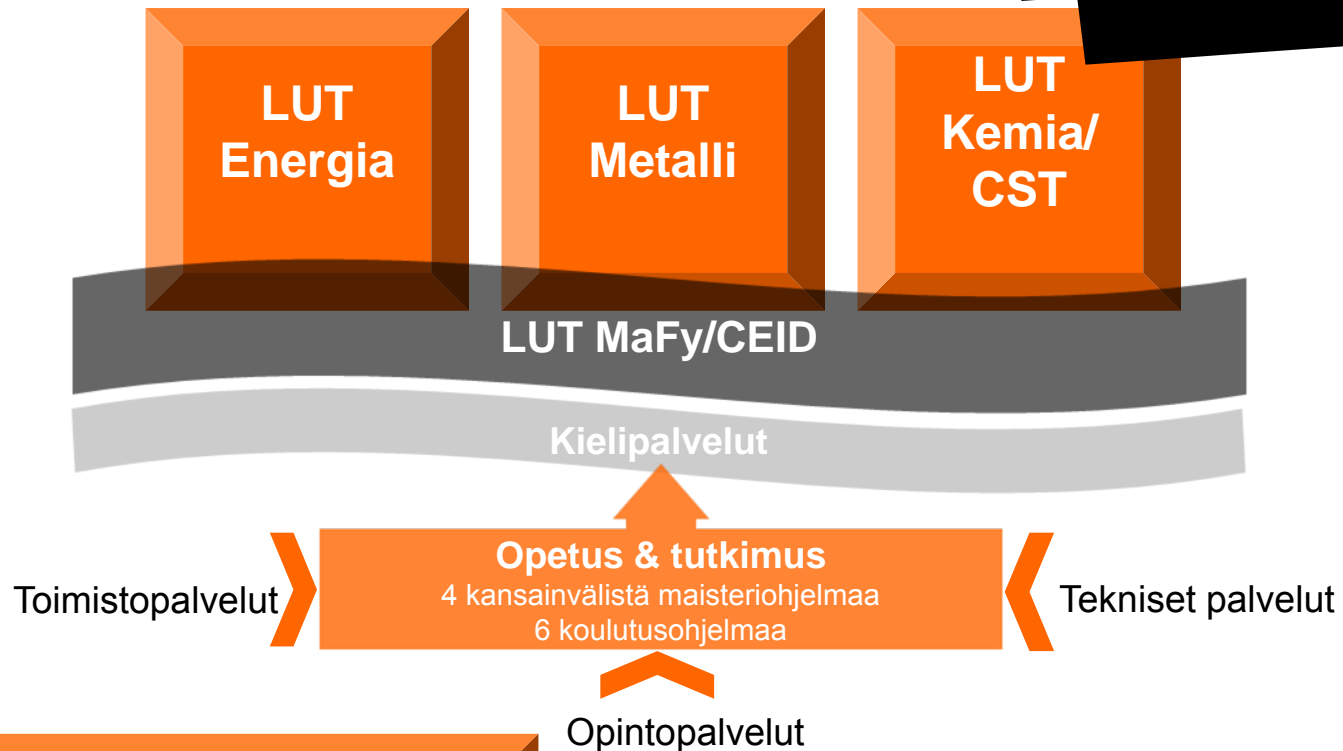 LUT
Energia
LUT
Metalli
LUT
Kemia/
CST
LUT MaFy/CEID
Kielipalvelut
Opetus & tutkimus
4 kansainvälistä maisteriohjelmaa
6 koulutusohjelmaa
Toimistopalvelut
Tekniset palvelut
Opintopalvelut